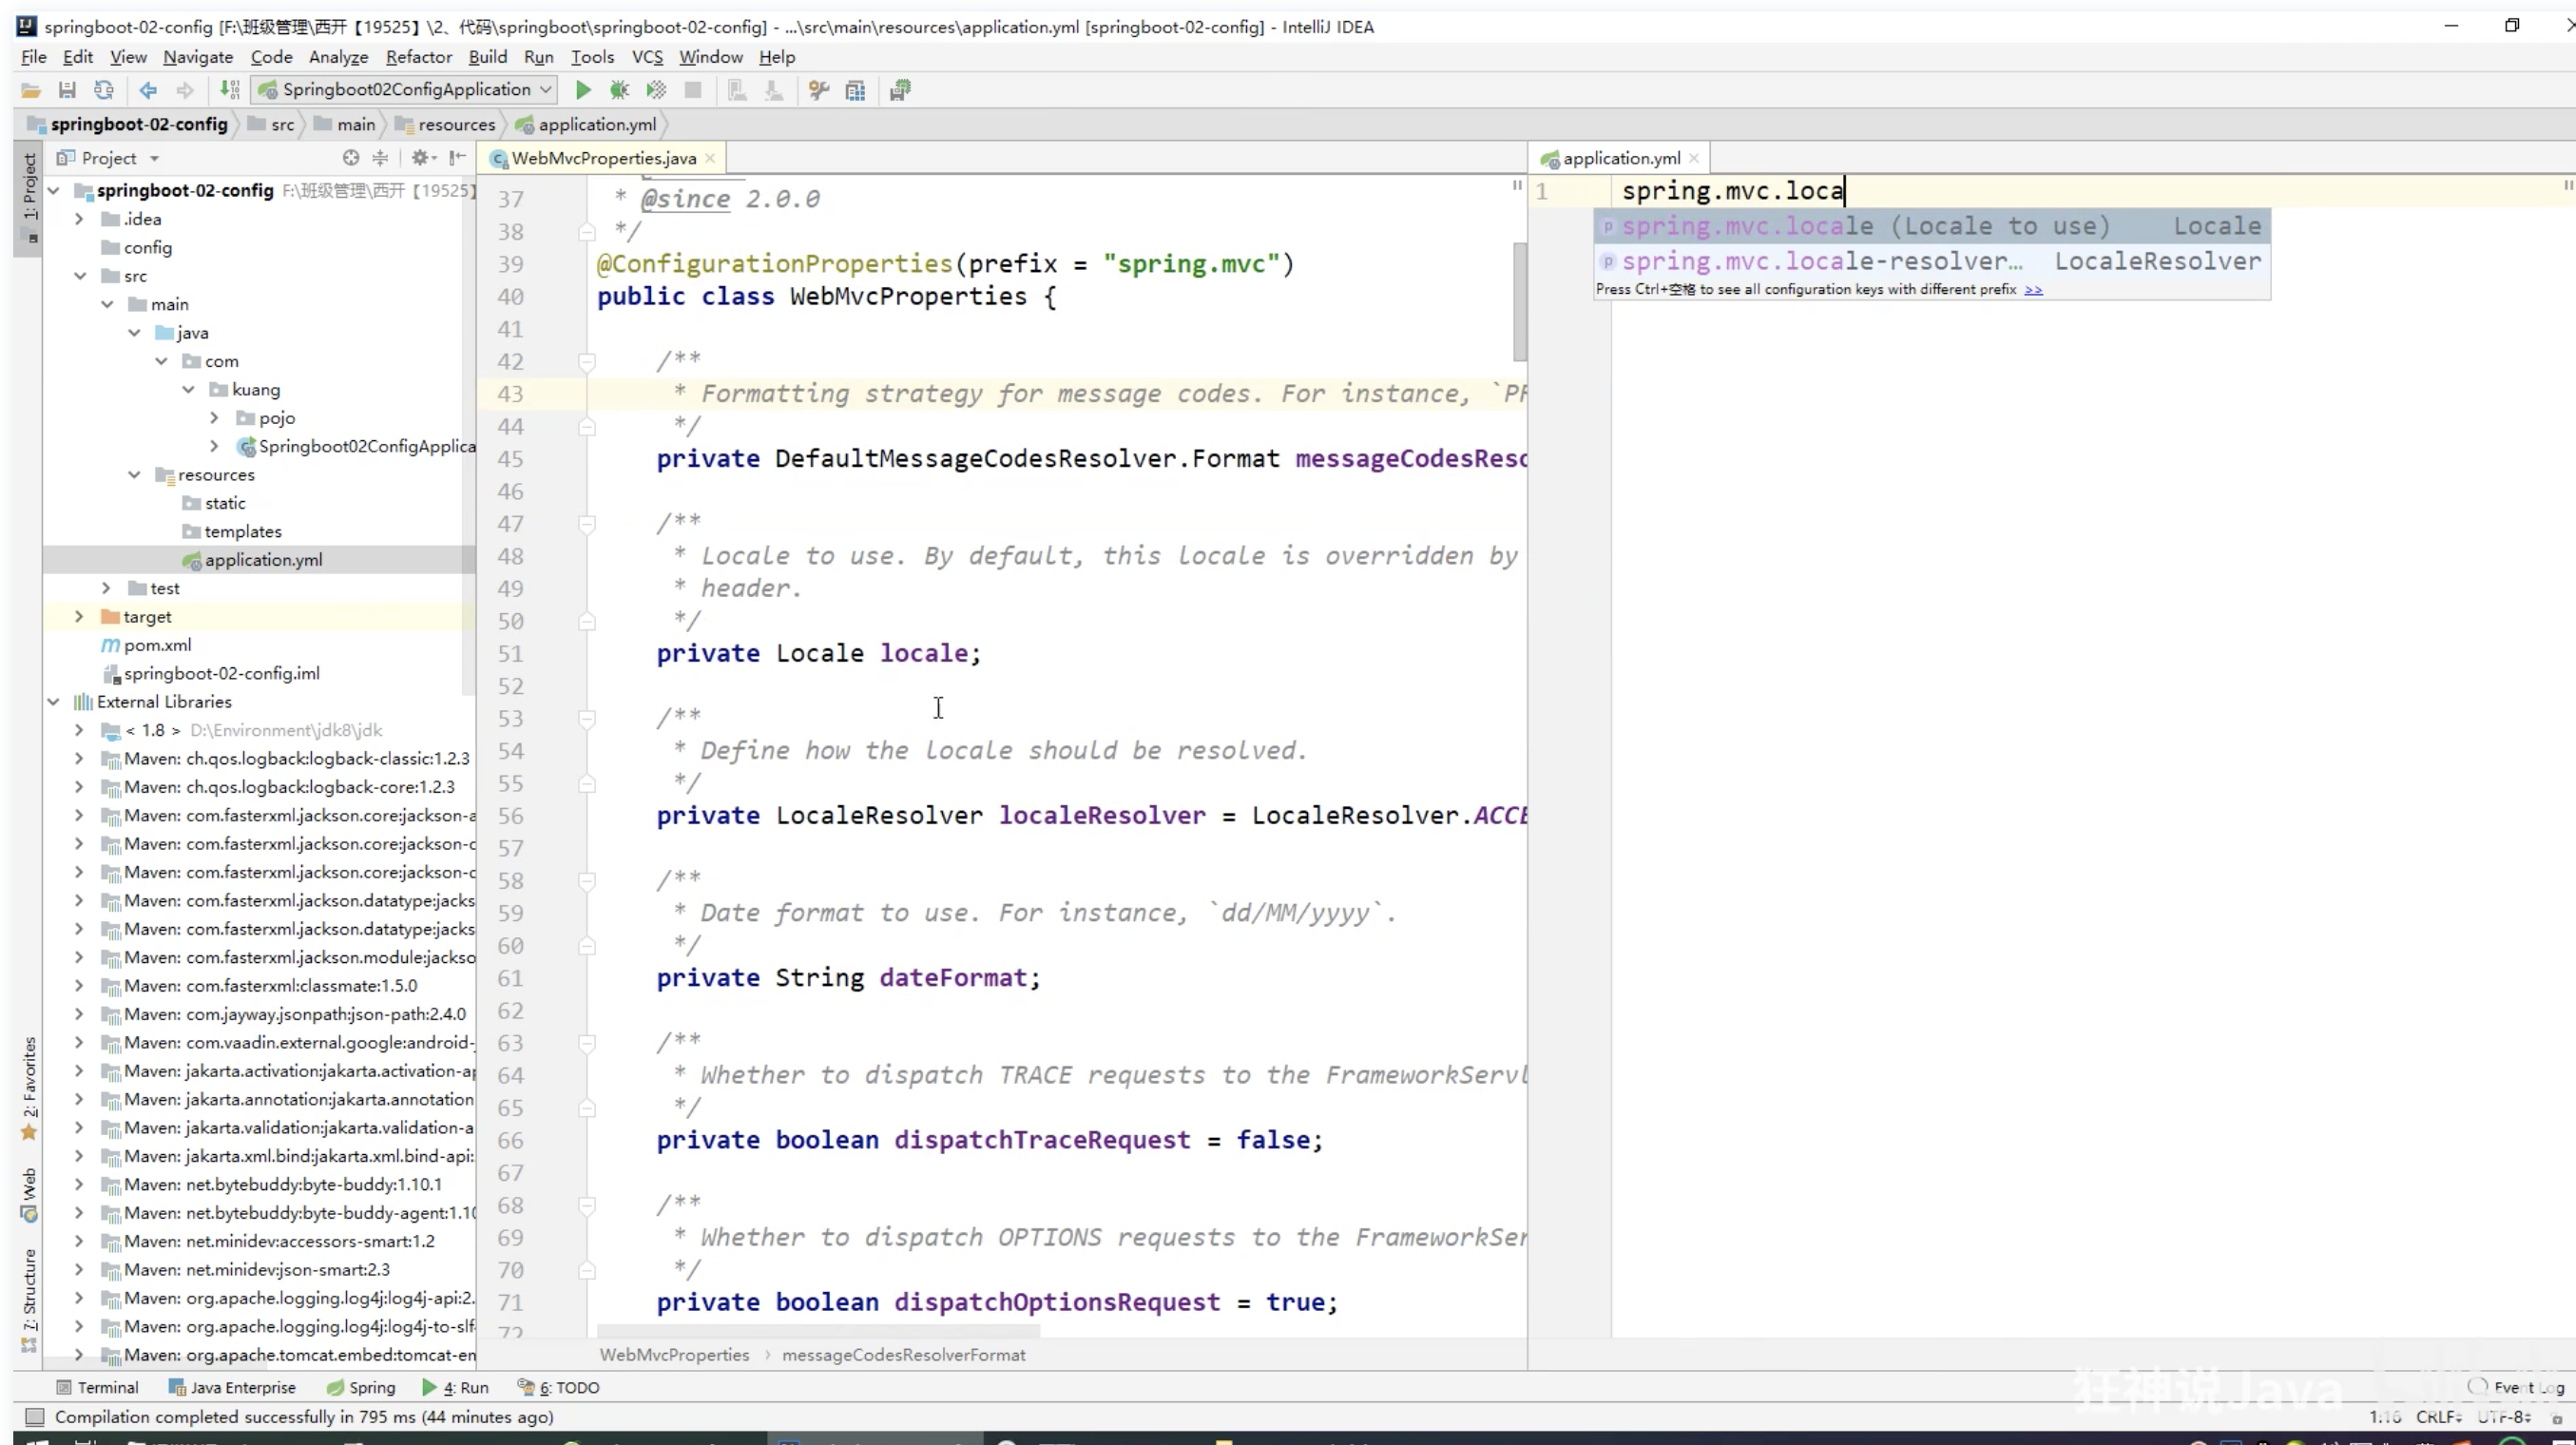 springboot-02-config [F:\班级管理\西开【19525】\2、代码\springboot\springboot-02-config] - ...\src\main\resources\application.yml [springboot-02-config] - IntelliJ IDEA
File Edit View Navigate Code Analyze Refactor Build Run Tools VCS Window Help
Springboot02ConfigApplication
springboot-02-config src main resources application.yml
1: Project
Project
springboot-02-config F:\班级管理\西开【19525】
.idea
config
src
main
java
com
kuang
pojo
Springboot02ConfigApplica
resources
static
templates
application.yml
test
target
pom.xml
springboot-02-config.iml
External Libraries
< 1.8 > D:\Environment\jdk8\jdk
Maven: ch.qos.logback:logback-classic:1.2.3
Maven: ch.qos.logback:logback-core:1.2.3
Maven: com.fasterxml.jackson.core:jackson-a
Maven: com.fasterxml.jackson.core:jackson-c
Maven: com.fasterxml.jackson.core:jackson-c
Maven: com.fasterxml.jackson.datatype:jacks
Maven: com.fasterxml.jackson.datatype:jacks
Maven: com.fasterxml.jackson.module:jackso
Maven: com.fasterxml:classmate:1.5.0
Maven: com.jayway.jsonpath:json-path:2.4.0
Maven: com.vaadin.external.google:android-
Maven: jakarta.activation:jakarta.activation-a
Maven: jakarta.annotation:jakarta.annotation
Maven: jakarta.validation:jakarta.validation-a
Maven: jakarta.xml.bind:jakarta.xml.bind-api:
Maven: net.bytebuddy:byte-buddy:1.10.1
Maven: net.bytebuddy:byte-buddy-agent:1.10
Maven: net.minidev:accessors-smart:1.2
Maven: net.minidev:json-smart:2.3
Maven: org.apache.logging.log4j:log4j-api:2.
Maven: org.apache.logging.log4j:log4j-to-slf
Maven: org.apache.tomcat.embed:tomcat-em
2: Favorites
Web
7: Structure
WebMvcProperties.java
37 * @since 2.0.0
38 */
39 @ConfigurationProperties(prefix = "spring.mvc")
40 public class WebMvcProperties {
41
42 /**
43 * Formatting strategy for message codes. For instance, `PR
44 */
45 private DefaultMessageCodesResolver.Format messageCodesReso
46
47 /**
48 * Locale to use. By default, this locale is overridden by
49 * header.
50 */
51 private Locale locale;
52
53 /**
54 * Define how the locale should be resolved.
55 */
56 private LocaleResolver localeResolver = LocaleResolver.ACCE
57
58 /**
59 * Date format to use. For instance, `dd/MM/yyyy`.
60 */
61 private String dateFormat;
62
63 /**
64 * Whether to dispatch TRACE requests to the FrameworkServl
65 */
66 private boolean dispatchTraceRequest = false;
67
68 /**
69 * Whether to dispatch OPTIONS requests to the FrameworkSer
70 */
71 private boolean dispatchOptionsRequest = true;
72
WebMvcProperties › messageCodesResolverFormat
application.yml
1 spring.mvc.loca
spring.mvc.locale (Locale to use) Locale
spring.mvc.locale-resolver… LocaleResolver
Press Ctrl+空格 to see all configuration keys with different prefix >>
狂神说Java
Terminal Java Enterprise Spring 4: Run 6: TODO Event Log
Compilation completed successfully in 795 ms (44 minutes ago) 1:16 CRLF UTF-8